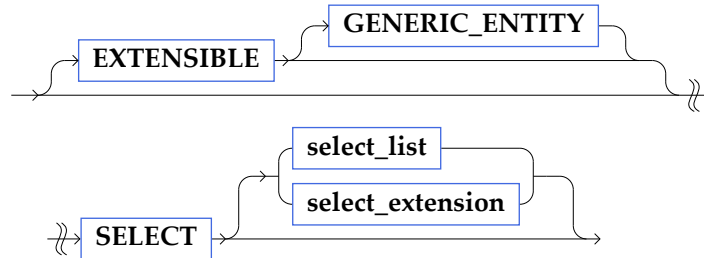 GENERIC_ENTITY
EXTENSIBLE
select_list
select_extension
SELECT